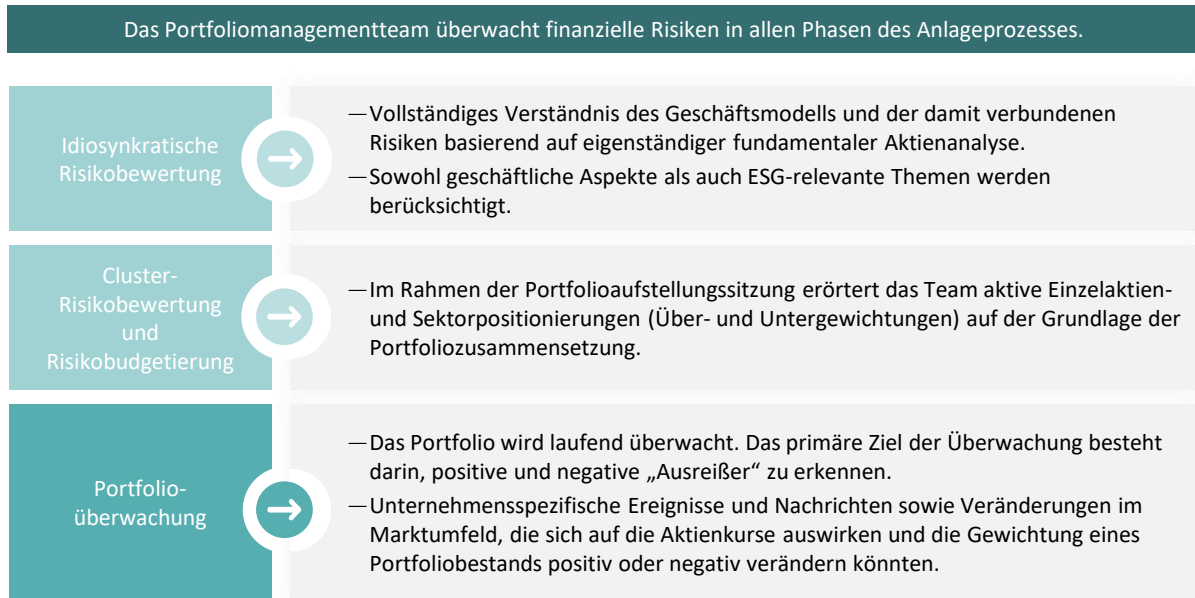 Das Portfoliomanagementteam überwacht finanzielle Risiken in allen Phasen des Anlageprozesses.
Idiosynkratische
Risikobewertung
—Vollständiges Verständnis des Geschäftsmodells und der damit verbundenen
Risiken basierend auf eigenständiger fundamentaler Aktienanalyse.
—Sowohl geschäftliche Aspekte als auch ESG-relevante Themen werden
berücksichtigt.
Cluster-
Risikobewertung
und
Risikobudgetierung
—Im Rahmen der Portfolioaufstellungssitzung erörtert das Team aktive Einzelaktien-
und Sektorpositionierungen (Über- und Untergewichtungen) auf der Grundlage der
Portfoliozusammensetzung.
Portfolio-
überwachung
—Das Portfolio wird laufend überwacht. Das primäre Ziel der Überwachung besteht
darin, positive und negative „Ausreißer“ zu erkennen.
—Unternehmensspezifische Ereignisse und Nachrichten sowie Veränderungen im
Marktumfeld, die sich auf die Aktienkurse auswirken und die Gewichtung eines
Portfoliobestands positiv oder negativ verändern könnten.